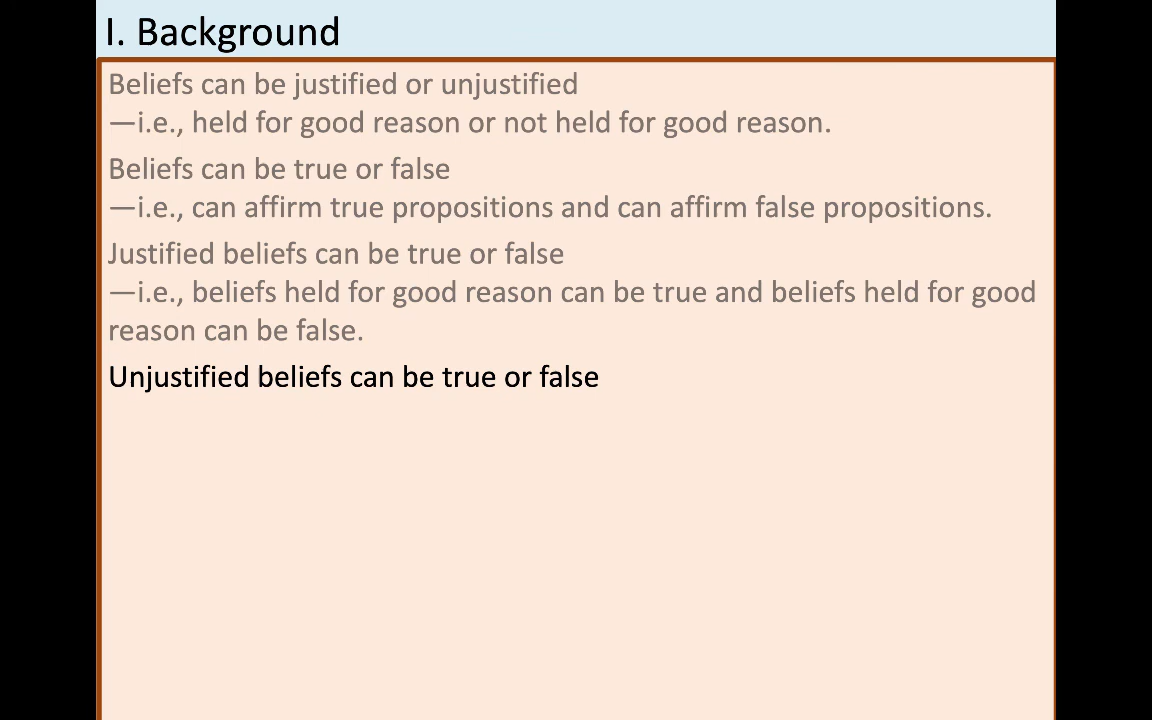 I. Background
Beliefs can be justified or unjustified
—i.e., held for good reason or not held for good reason.
Beliefs can be true or false
—i.e., can affirm true propositions and can affirm false propositions.
Justified beliefs can be true or false
—i.e., beliefs held for good reason can be true and beliefs held for good
reason can be false.
Unjustified beliefs can be true or false